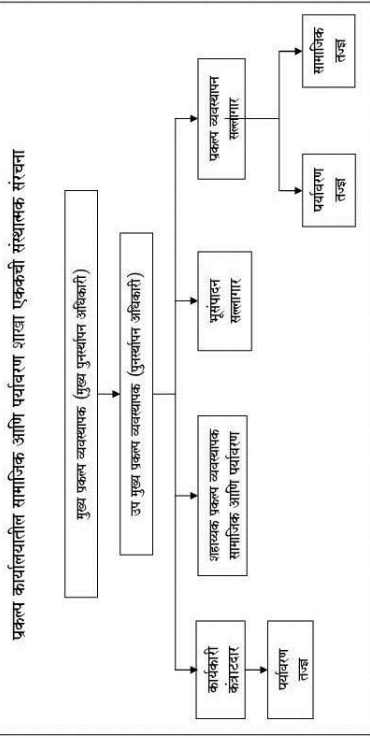 प्रकल्प कार्यालयातील सामाजिक आणि पर्यावरण शाखा एककची संस्थात्मक संरचना
मुख्य प्रकल्प व्यवस्थापक (मुख्य पुनर्स्थापन अधिकारी)
उप मुख्य प्रकल्प व्यवस्थापक (पुनर्स्थापन अधिकारी)
कार्यकारी
कंत्राटदार
शहाय्यक प्रकल्प व्यवस्थापक
सामाजिक आणि पर्यावरण
भूसंपादन
सल्लागार
प्रकल्प व्यवस्थापन
सल्लागार
पर्यावरण
तज्ज्ञ
पर्यावरण
तज्ज्ञ
सामाजिक
तज्ज्ञ